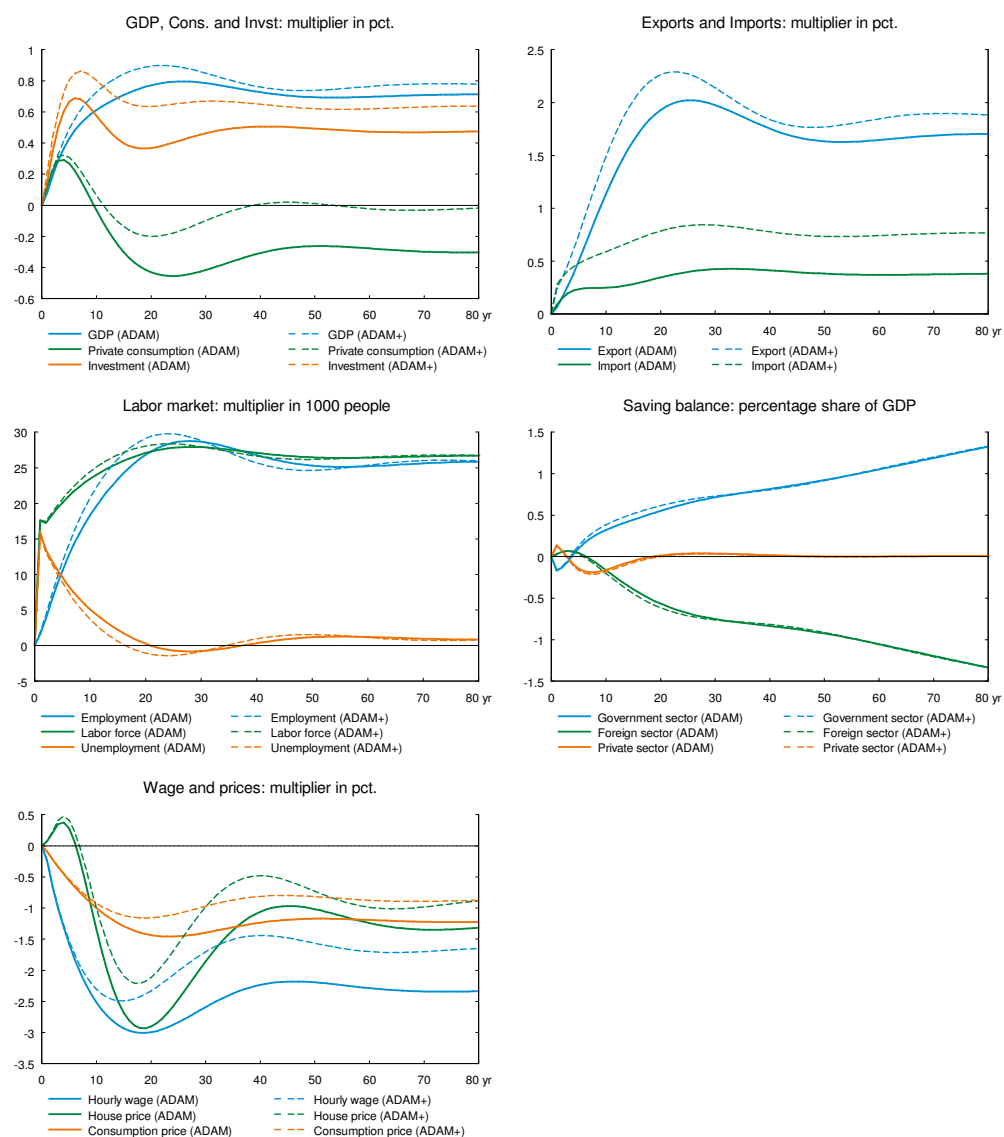 GDP, Cons. and Invst: multiplier in pct.
1
0.8
0.6
0.4
0.2
0
-0.2
-0.4
-0.6
0 10 20 30 40 50 60 70 80 yr
GDP (ADAM) GDP (ADAM+)
Private consumption (ADAM) Private consumption (ADAM+)
Investment (ADAM) Investment (ADAM+)
Exports and Imports: multiplier in pct.
2.5
2
1.5
1
0.5
0
0 10 20 30 40 50 60 70 80 yr
Export (ADAM) Export (ADAM+)
Import (ADAM) Import (ADAM+)
Labor market: multiplier in 1000 people
30
25
20
15
10
5
0
-5
0 10 20 30 40 50 60 70 80 yr
Employment (ADAM) Employment (ADAM+)
Labor force (ADAM) Labor force (ADAM+)
Unemployment (ADAM) Unemployment (ADAM+)
Saving balance: percentage share of GDP
1.5
1
0.5
0
-0.5
-1
-1.5
0 10 20 30 40 50 60 70 80 yr
Government sector (ADAM) Government sector (ADAM+)
Foreign sector (ADAM) Foreign sector (ADAM+)
Private sector (ADAM) Private sector (ADAM+)
Wage and prices: multiplier in pct.
0.5
0
-0.5
-1
-1.5
-2
-2.5
-3
-3.5
0 10 20 30 40 50 60 70 80 yr
Hourly wage (ADAM) Hourly wage (ADAM+)
House price (ADAM) House price (ADAM+)
Consumption price (ADAM) Consumption price (ADAM+)